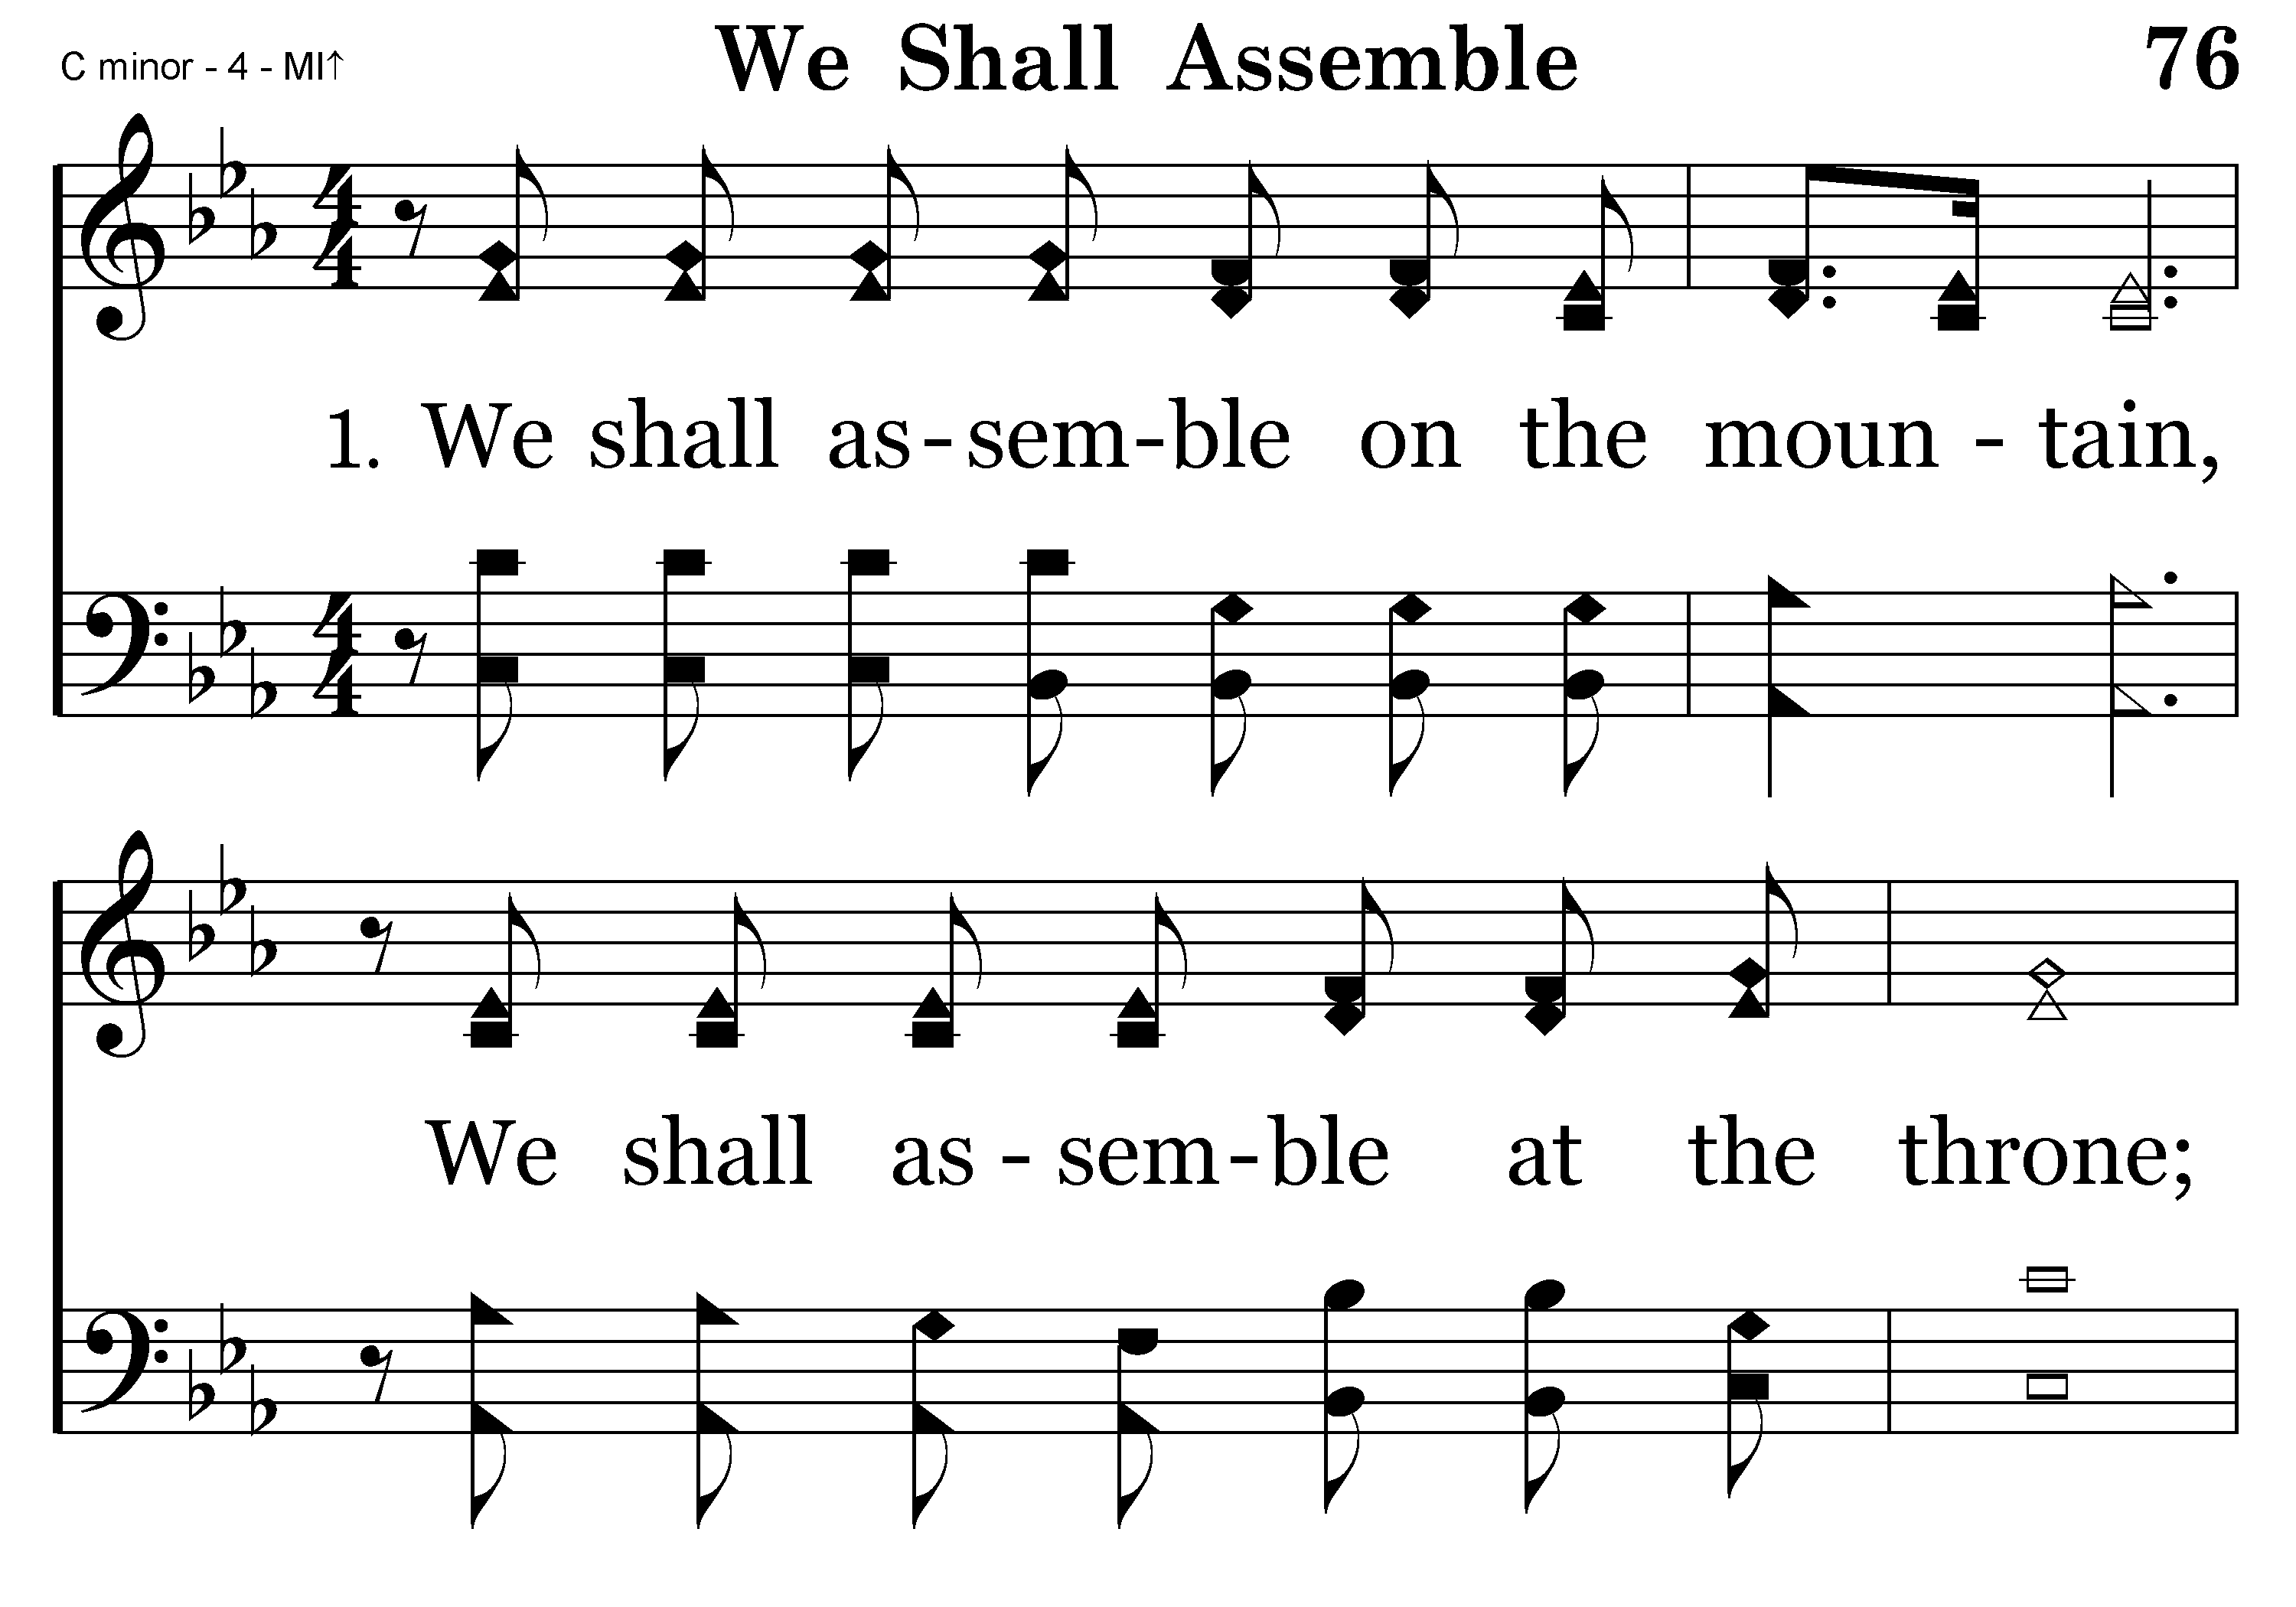 C minor - 4 - MI↑ We Shall Assemble 76
1. We shall as - sem - ble on the moun - tain,
We shall as - sem - ble at the throne;